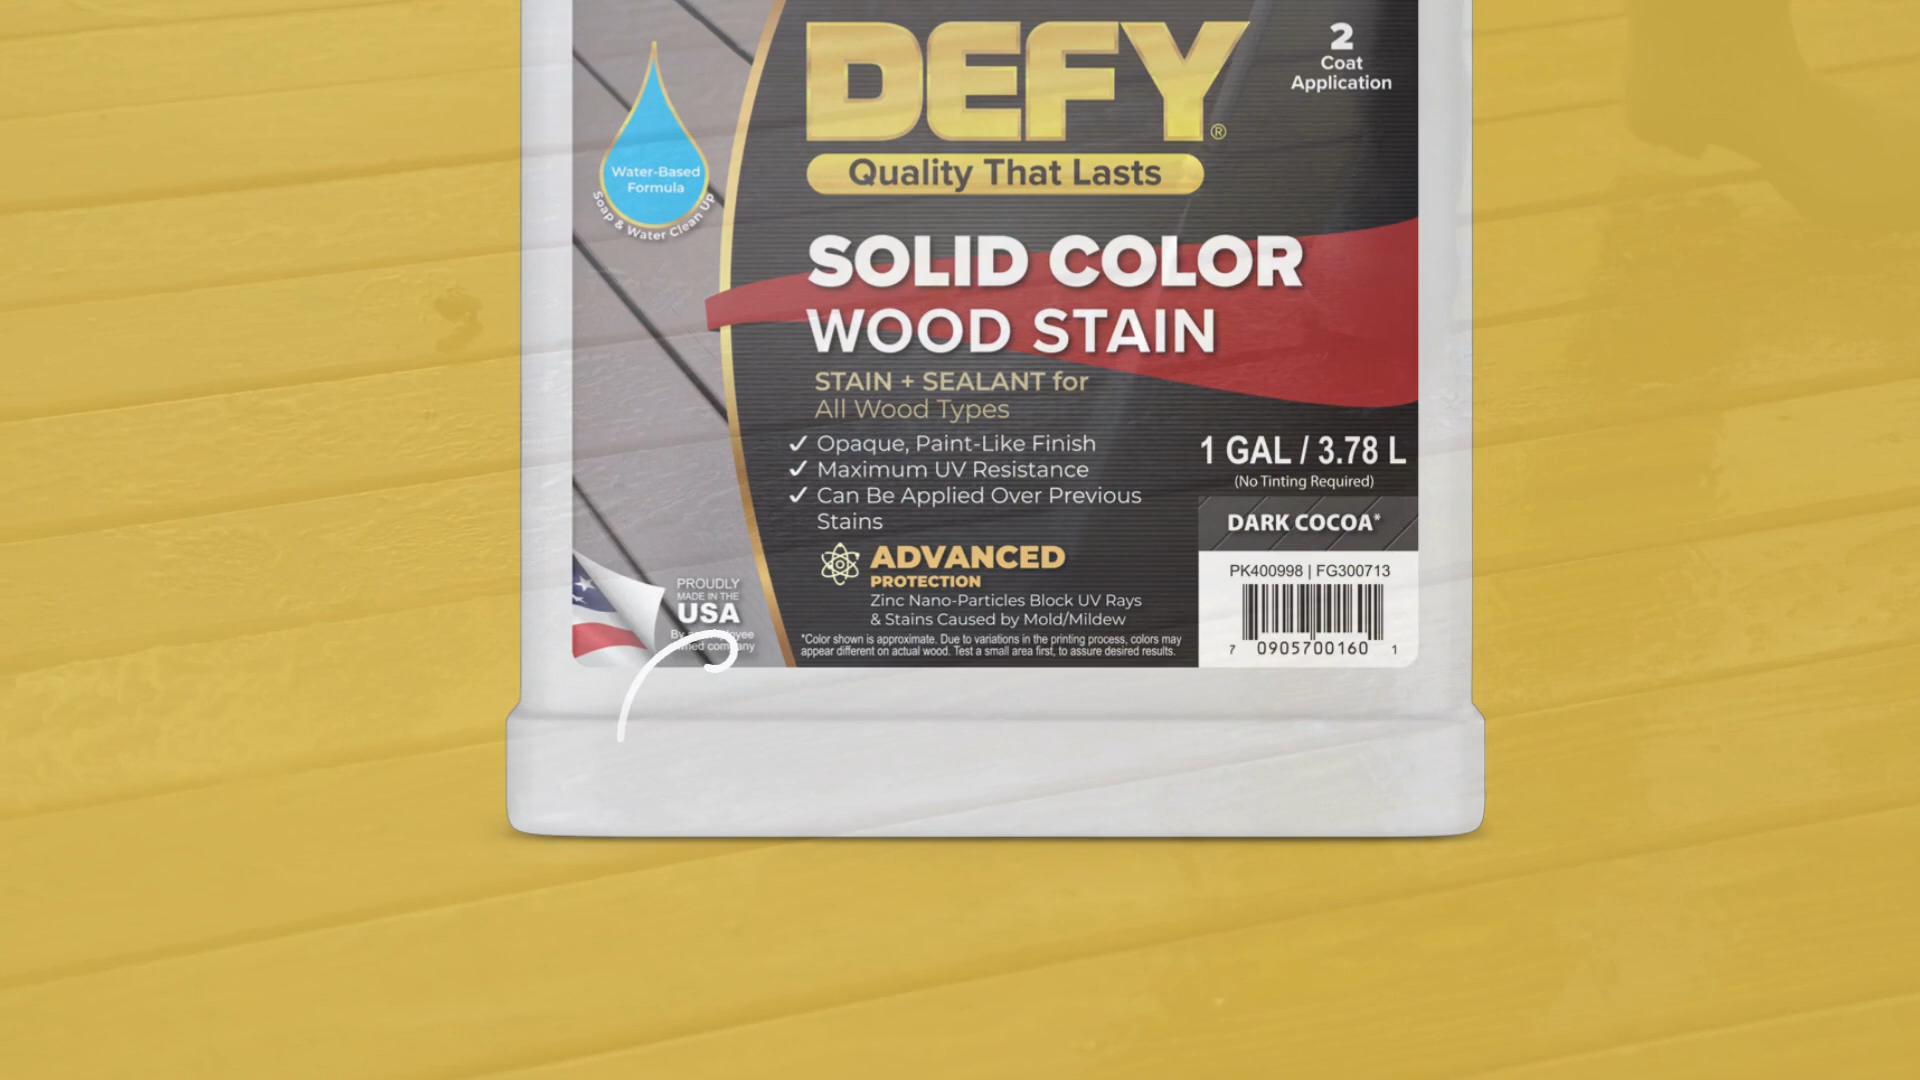 DEFY®
Quality That Lasts
2
Coat
Application
Water-Based
Formula
Soap & Water Clean Up
SOLID COLOR
WOOD STAIN
STAIN + SEALANT for
All Wood Types
✓ Opaque, Paint-Like Finish
✓ Maximum UV Resistance
✓ Can Be Applied Over Previous
Stains
1 GAL / 3.78 L
(No Tinting Required)
DARK COCOA*
ADVANCED
PROTECTION
Zinc Nano-Particles Block UV Rays
& Stains Caused by Mold/Mildew
*Color shown is approximate. Due to variations in the printing process, colors may
appear different on actual wood. Test a small area first, to assure desired results.
PK400998 | FG300713
7 0905700160 1
PROUDLY
MADE IN THE
USA
By
company